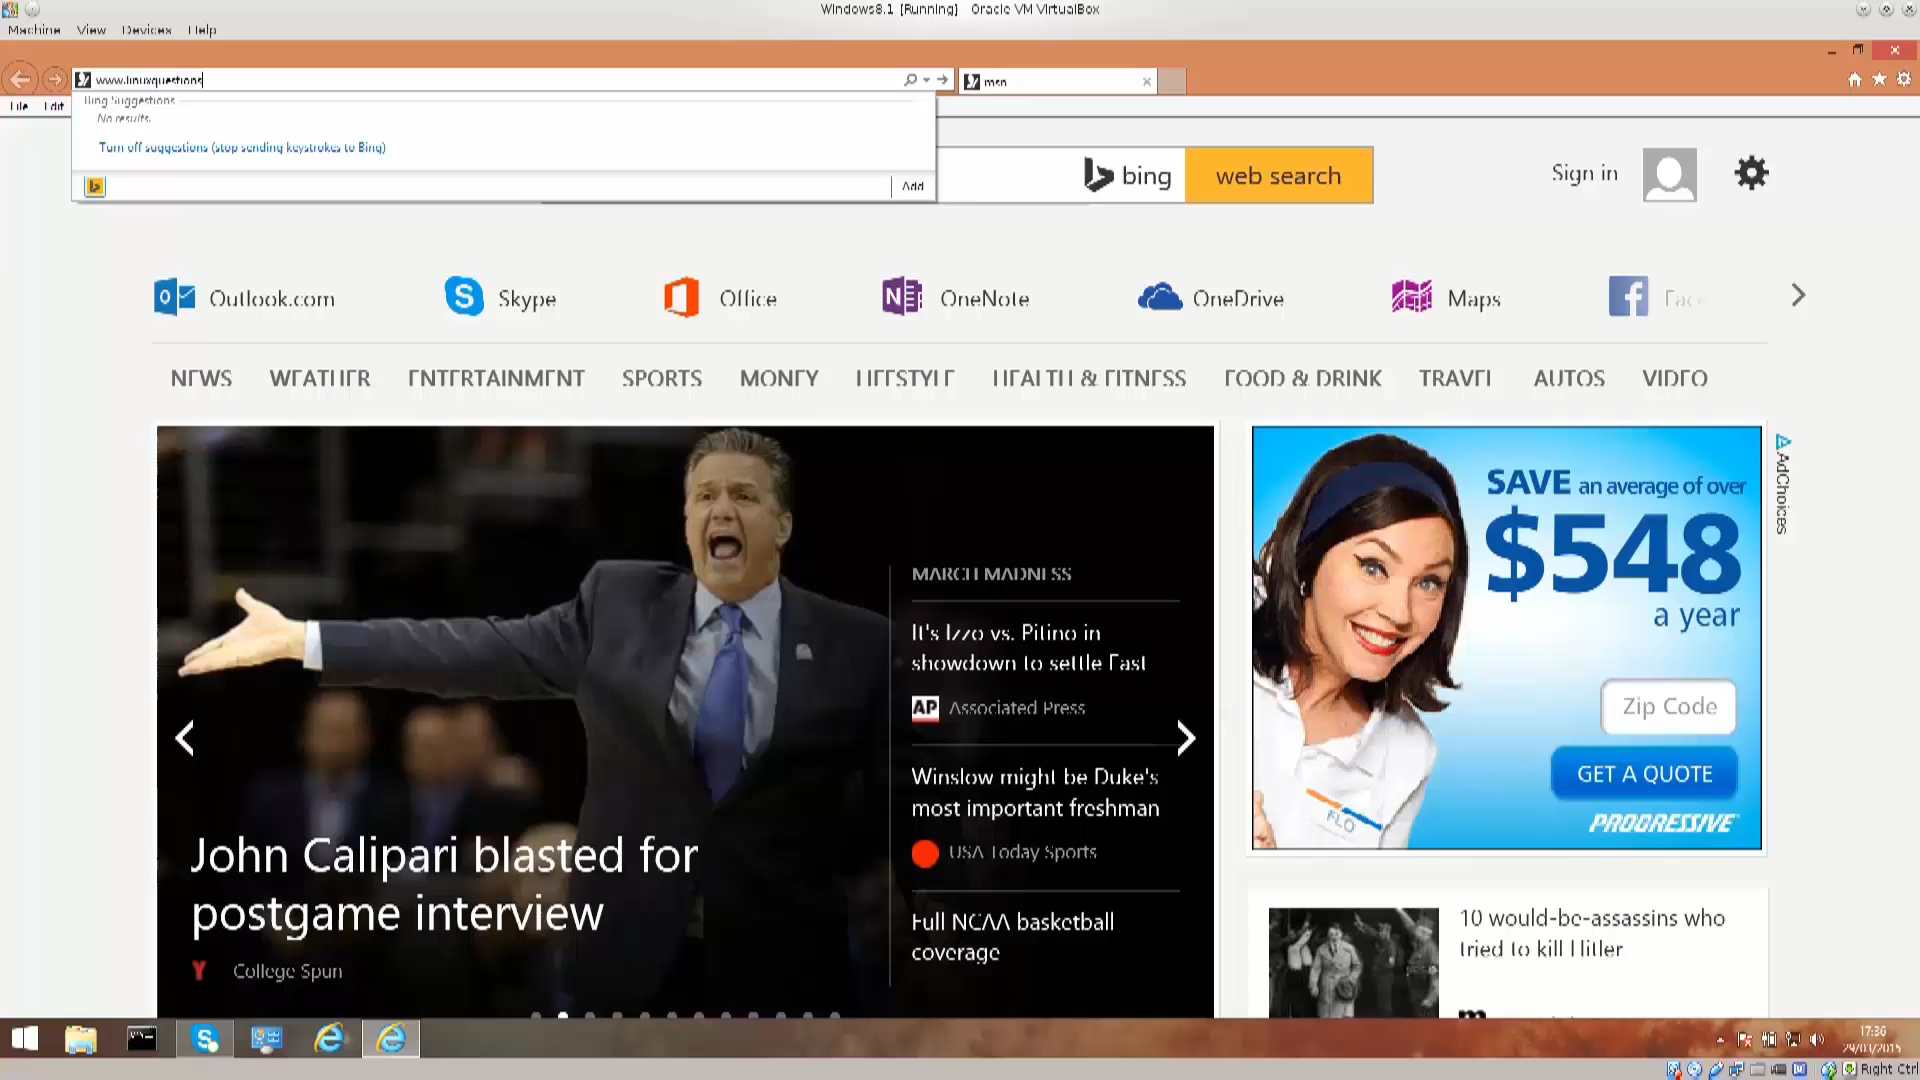 Windows8.1 [Running] - Oracle VM VirtualBox
Machine View Devices Help
www.linuxquestions
msn
File Edit
Bing Suggestions
No results.
Turn off suggestions (stop sending keystrokes to Bing)
Add
bing
web search
Sign in
Outlook.com
Skype
Office
OneNote
OneDrive
Maps
NEWS WEATHER ENTERTAINMENT SPORTS MONEY LIFESTYLE HEALTH & FITNESS FOOD & DRINK TRAVEL AUTOS VIDEO
MARCH MADNESS
It's Izzo vs. Pitino in
showdown to settle East
AP Associated Press
Winslow might be Duke's
most important freshman
USA Today Sports
Full NCAA basketball
coverage
John Calipari blasted for
postgame interview
College Spun
SAVE an average of over
$548
a year
Zip Code
GET A QUOTE
PROGRESSIVE
FLO
AdChoices
10 would-be-assassins who
tried to kill Hitler
17:36
29/03/2015
Right Ctrl